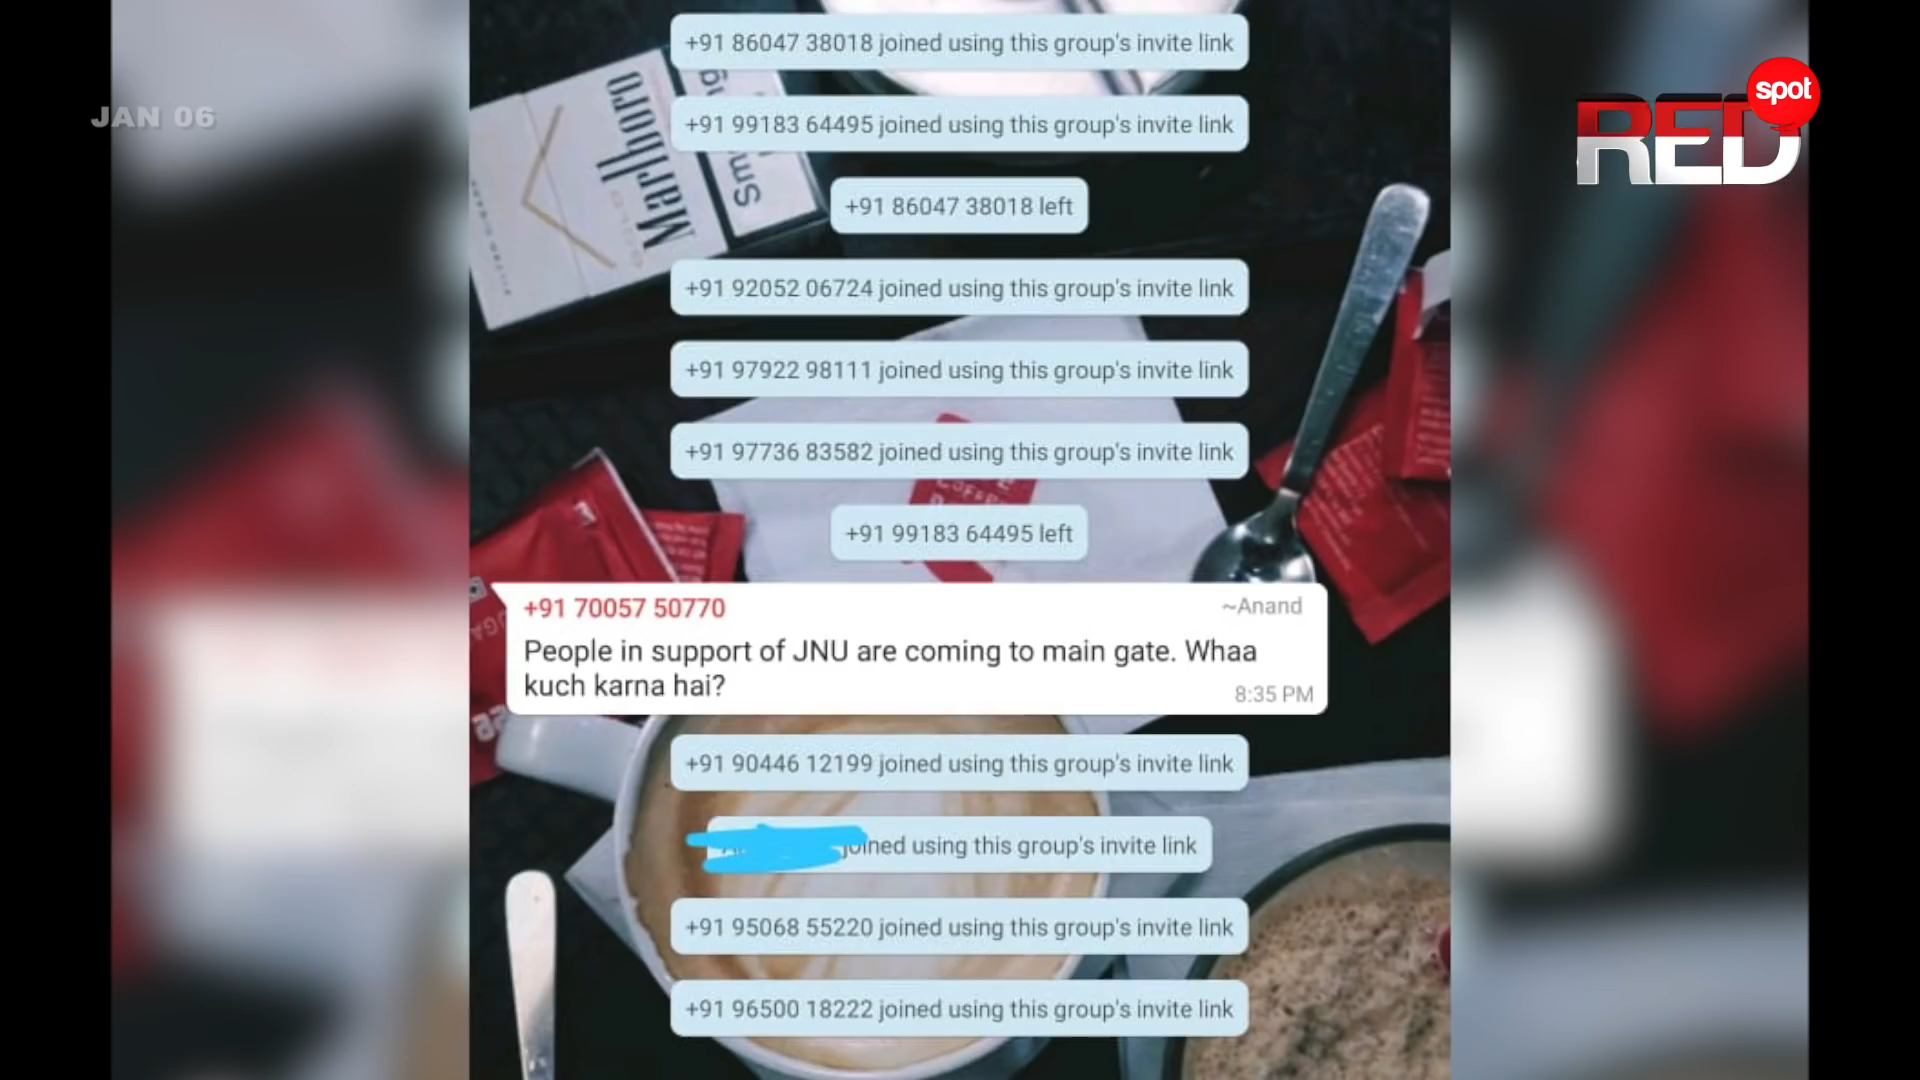 +91 86047 38018 joined using this group's invite link
JAN 06
spot
RED
Marlboro
+91 99183 64495 joined using this group's invite link
+91 86047 38018 left
+91 92052 06724 joined using this group's invite link
+91 97922 98111 joined using this group's invite link
+91 97736 83582 joined using this group's invite link
+91 99183 64495 left
+91 70057 50770
~Anand
People in support of JNU are coming to main gate. Whaa
kuch karna hai?
8:35 PM
+91 90446 12199 joined using this group's invite link
joined using this group's invite link
+91 95068 55220 joined using this group's invite link
+91 96500 18222 joined using this group's invite link